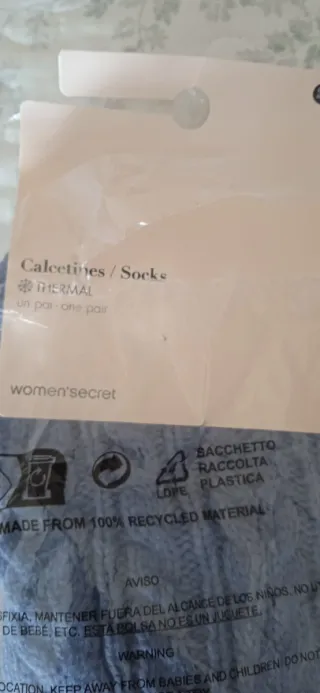 Calcetines / Socks
THERMAL
un par · one pair
women'secret
SACCHETTO
RACCOLTA
PLASTICA
LDPE
MADE FROM 100% RECYCLED MATERIAL
AVISO
SFIXIA, MANTENER FUERA DEL ALCANCE DE LOS NIÑOS. NO U
DE BEBÉ, ETC. ESTA BOLSA NO ES UN JUGUETE.
WARNING
OCATION, KEEP AWAY FROM BABIES AND CHILDREN. DO NO